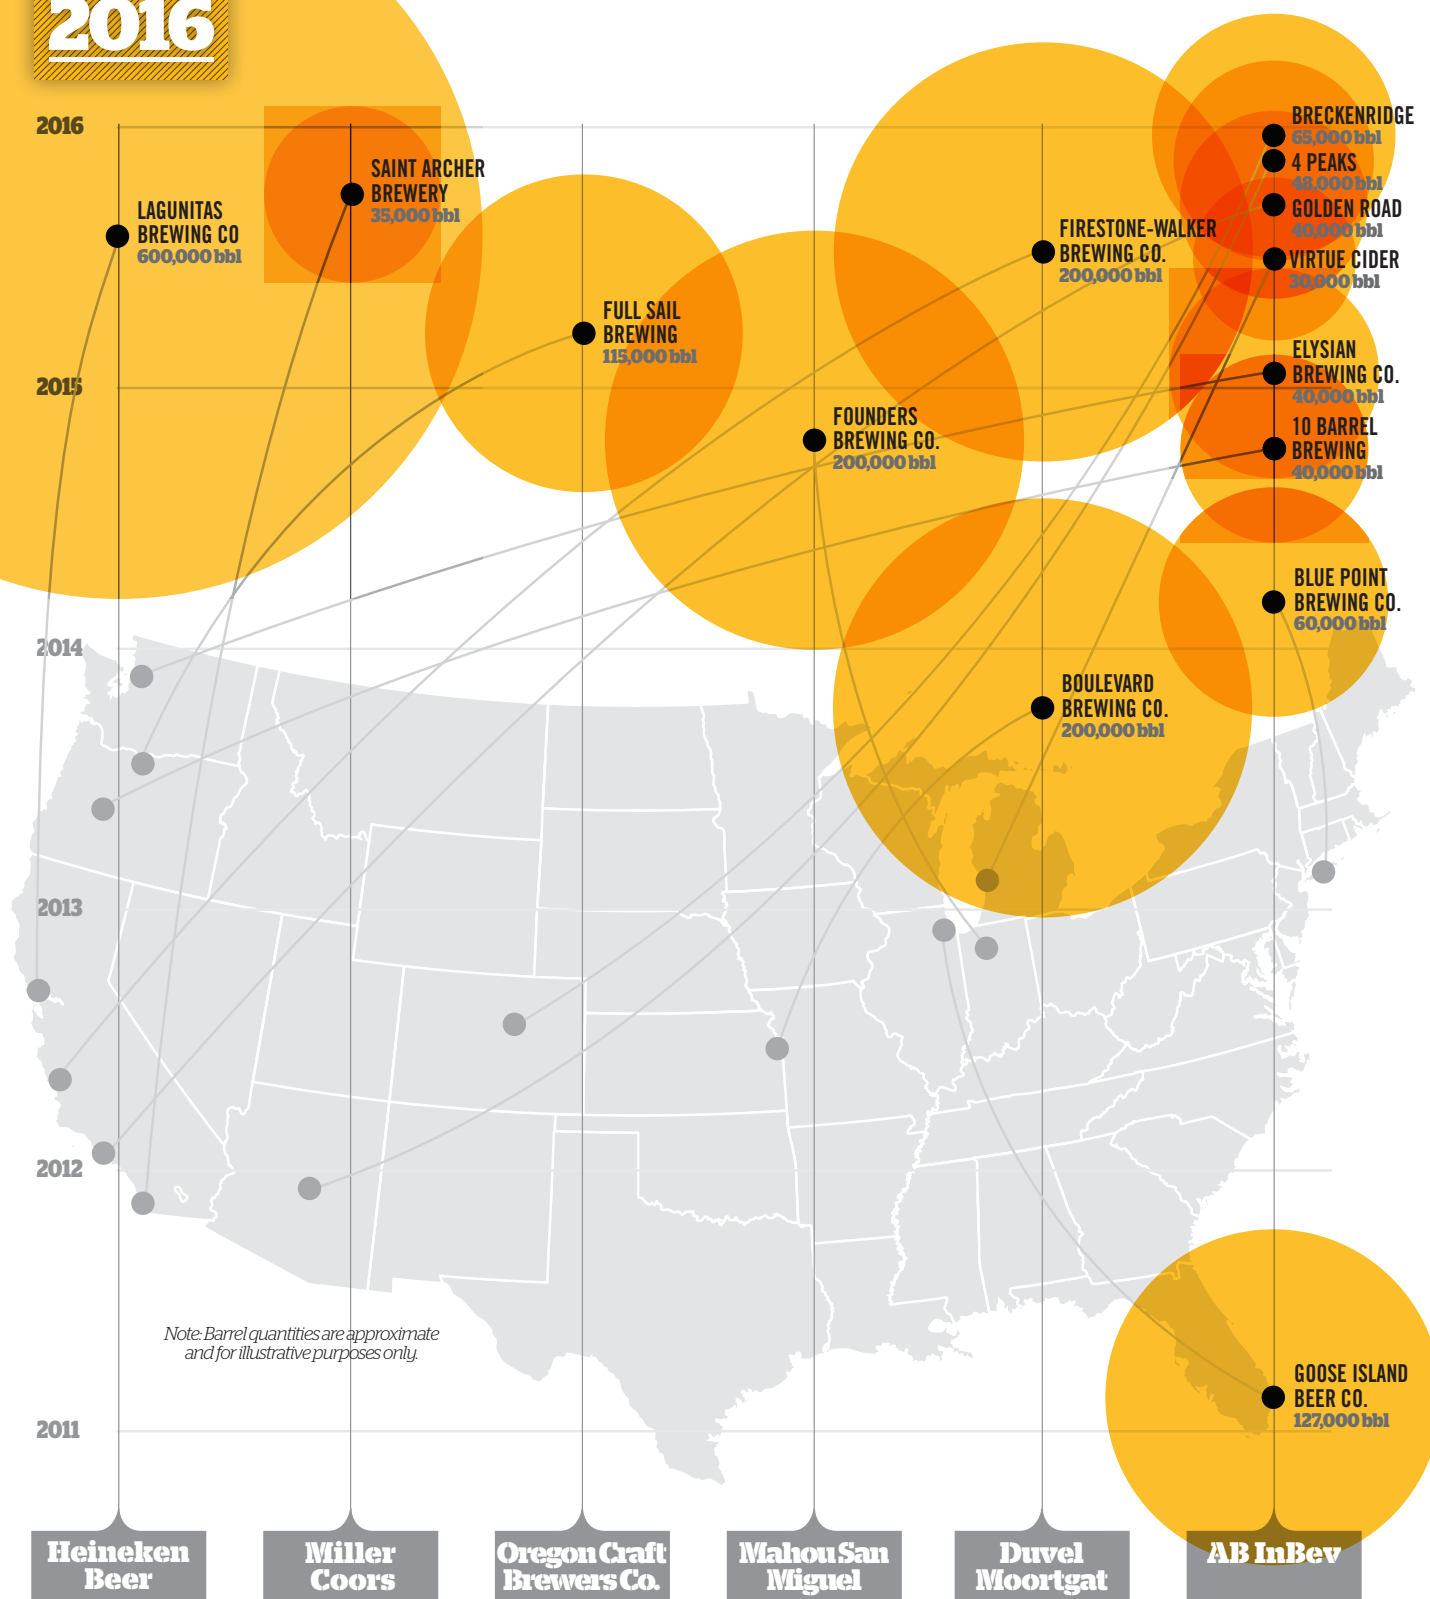 2016
2016
BRECKENRIDGE
65,000 bbl
4 PEAKS
48,000 bbl
SAINT ARCHER
BREWERY
35,000 bbl
LAGUNITAS
BREWING CO
600,000 bbl
GOLDEN ROAD
40,000 bbl
FIRESTONE-WALKER
BREWING CO.
200,000 bbl
VIRTUE CIDER
30,000 bbl
FULL SAIL
BREWING
115,000 bbl
ELYSIAN
BREWING CO.
40,000 bbl
2015
FOUNDERS
BREWING CO.
200,000 bbl
10 BARREL
BREWING
40,000 bbl
BLUE POINT
BREWING CO.
60,000 bbl
2014
BOULEVARD
BREWING CO.
200,000 bbl
2013
2012
Note: Barrel quantities are approximate
and for illustrative purposes only.
GOOSE ISLAND
BEER CO.
127,000 bbl
2011
Heineken
Beer
Miller
Coors
Oregon Craft
Brewers Co.
Mahou San
Miguel
Duvel
Moortgat
AB InBev